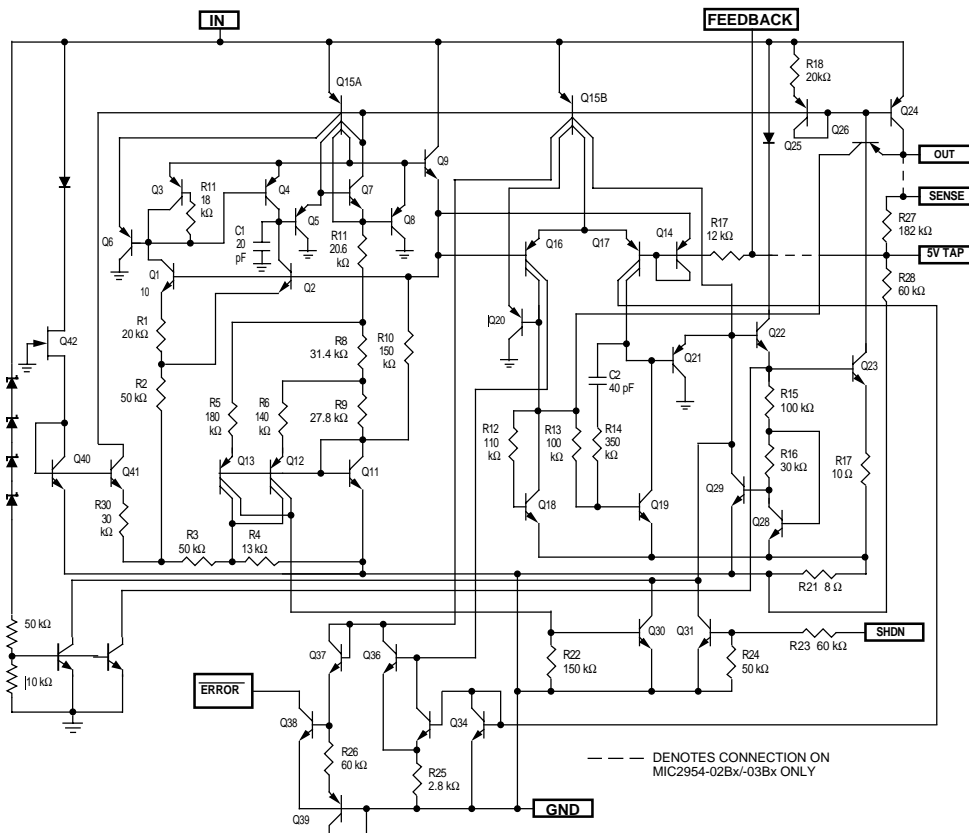 IN
FEEDBACK
R18
20kΩ
Q15A
Q15B
Q24
Q26
Q25
Q9
OUT
Q3
R11
18
kΩ
Q4
Q7
Q5
Q8
SENSE
C1
20
pF
R11
20.6
kΩ
R27
182 kΩ
Q6
Q16
Q17
Q14
R17
12 kΩ
5V TAP
Q1
10
Q2
R28
60 kΩ
R1
20 kΩ
R10
150
kΩ
Q20
Q22
Q42
R8
31.4 kΩ
Q21
Q23
R2
50 kΩ
C2
40 pF
R15
100 kΩ
R5
180
kΩ
R6
140
kΩ
R9
27.8 kΩ
R12
110
kΩ
R13
100
kΩ
R14
350
kΩ
R16
30 kΩ
R17
10 Ω
Q40
Q41
Q13
Q12
Q11
Q29
R30
30
kΩ
Q18
Q19
Q28
R3
50 kΩ
R4
13 kΩ
R21 8 Ω
50 kΩ
Q30
Q31
SHDN
R23 60 kΩ
Q37
Q36
R22
150 kΩ
R24
50 kΩ
10 kΩ
ERROR
Q38
Q34
R26
60 kΩ
R25
2.8 kΩ
DENOTES CONNECTION ON
MIC2954-02Bx/-03Bx ONLY
GND
Q39